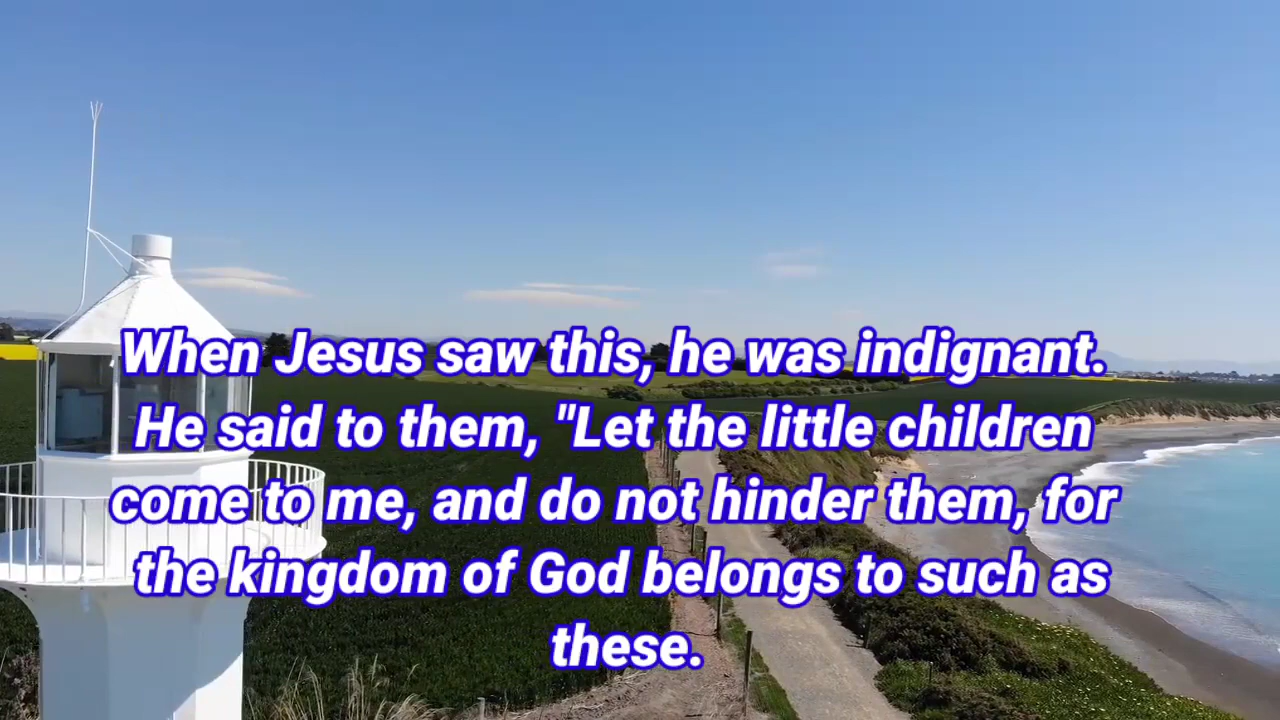 When Jesus saw this, he was indignant.
He said to them, "Let the little children
come to me, and do not hinder them, for
the kingdom of God belongs to such as
these.